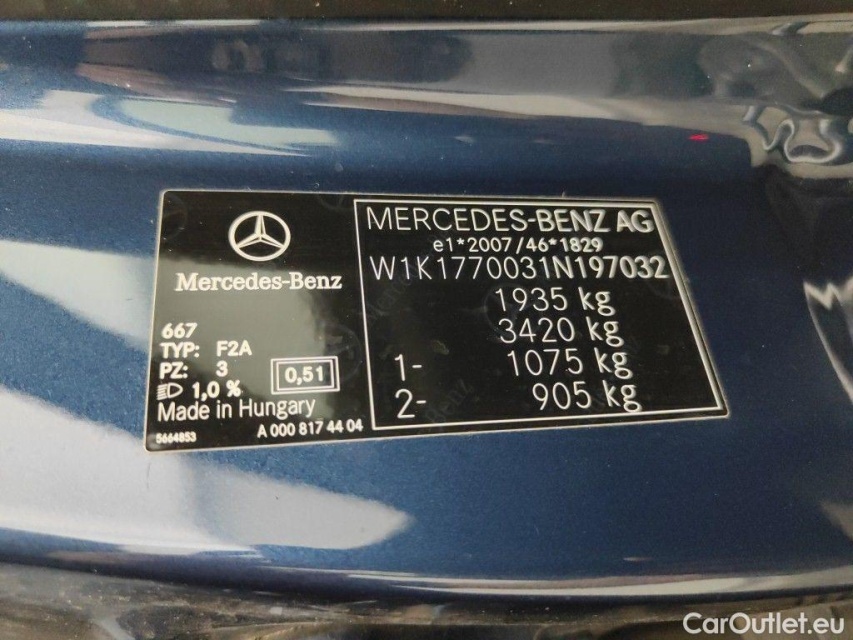 Mercedes-Benz
667
TYP: F2A
PZ: 3
0,51
1,0 %
Made in Hungary
5664853
A 000 817 44 04
MERCEDES-BENZ AG
e1*2007/46*1829
W1K1770031N197032
1935 kg
3420 kg
1- 1075 kg
2- 905 kg
CarOutlet.eu